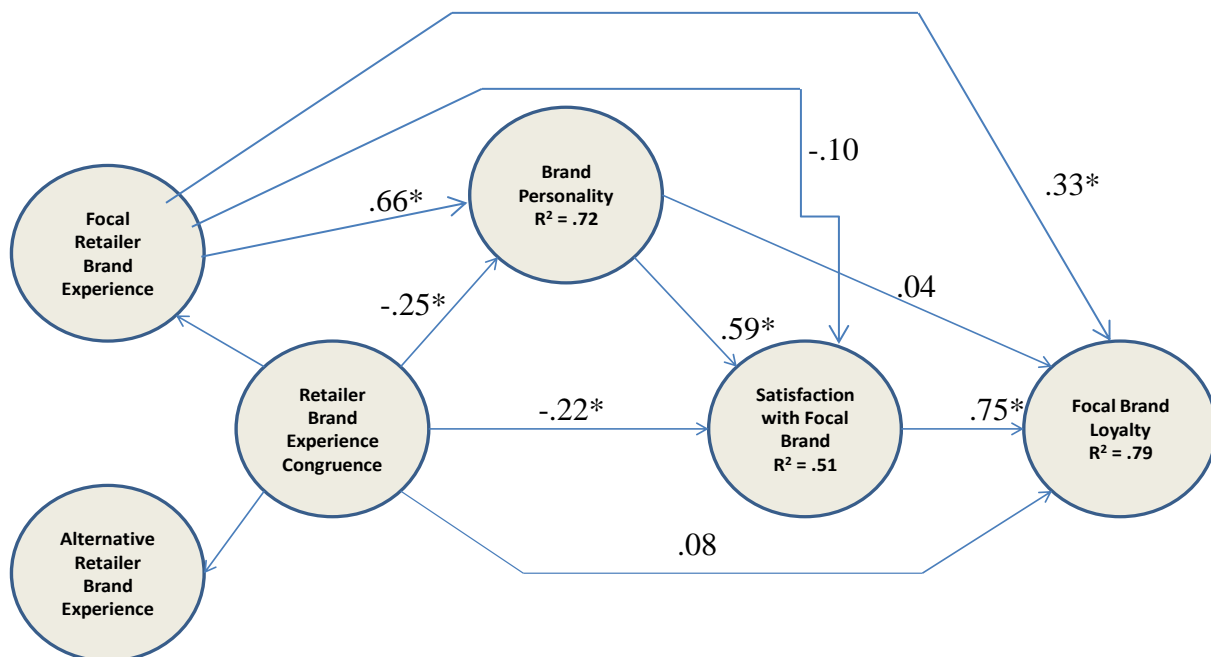 Brand
Personality
R² = .72
-.10
.33*
.66*
Focal
Retailer
Brand
Experience
-.25*
.04
.59*
Retailer
Brand
Experience
Congruence
-.22*
Satisfaction
with Focal
Brand
R² = .51
.75*
Focal Brand
Loyalty
R² = .79
Alternative
Retailer
Brand
Experience
.08